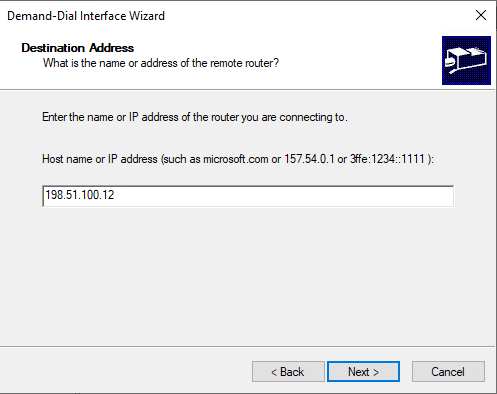 Demand-Dial Interface Wizard
Destination Address
What is the name or address of the remote router?
Enter the name or IP address of the router you are connecting to.
Host name or IP address (such as microsoft.com or 157.54.0.1 or 3ffe:1234::1111 ):
198.51.100.12
< Back
Next >
Cancel